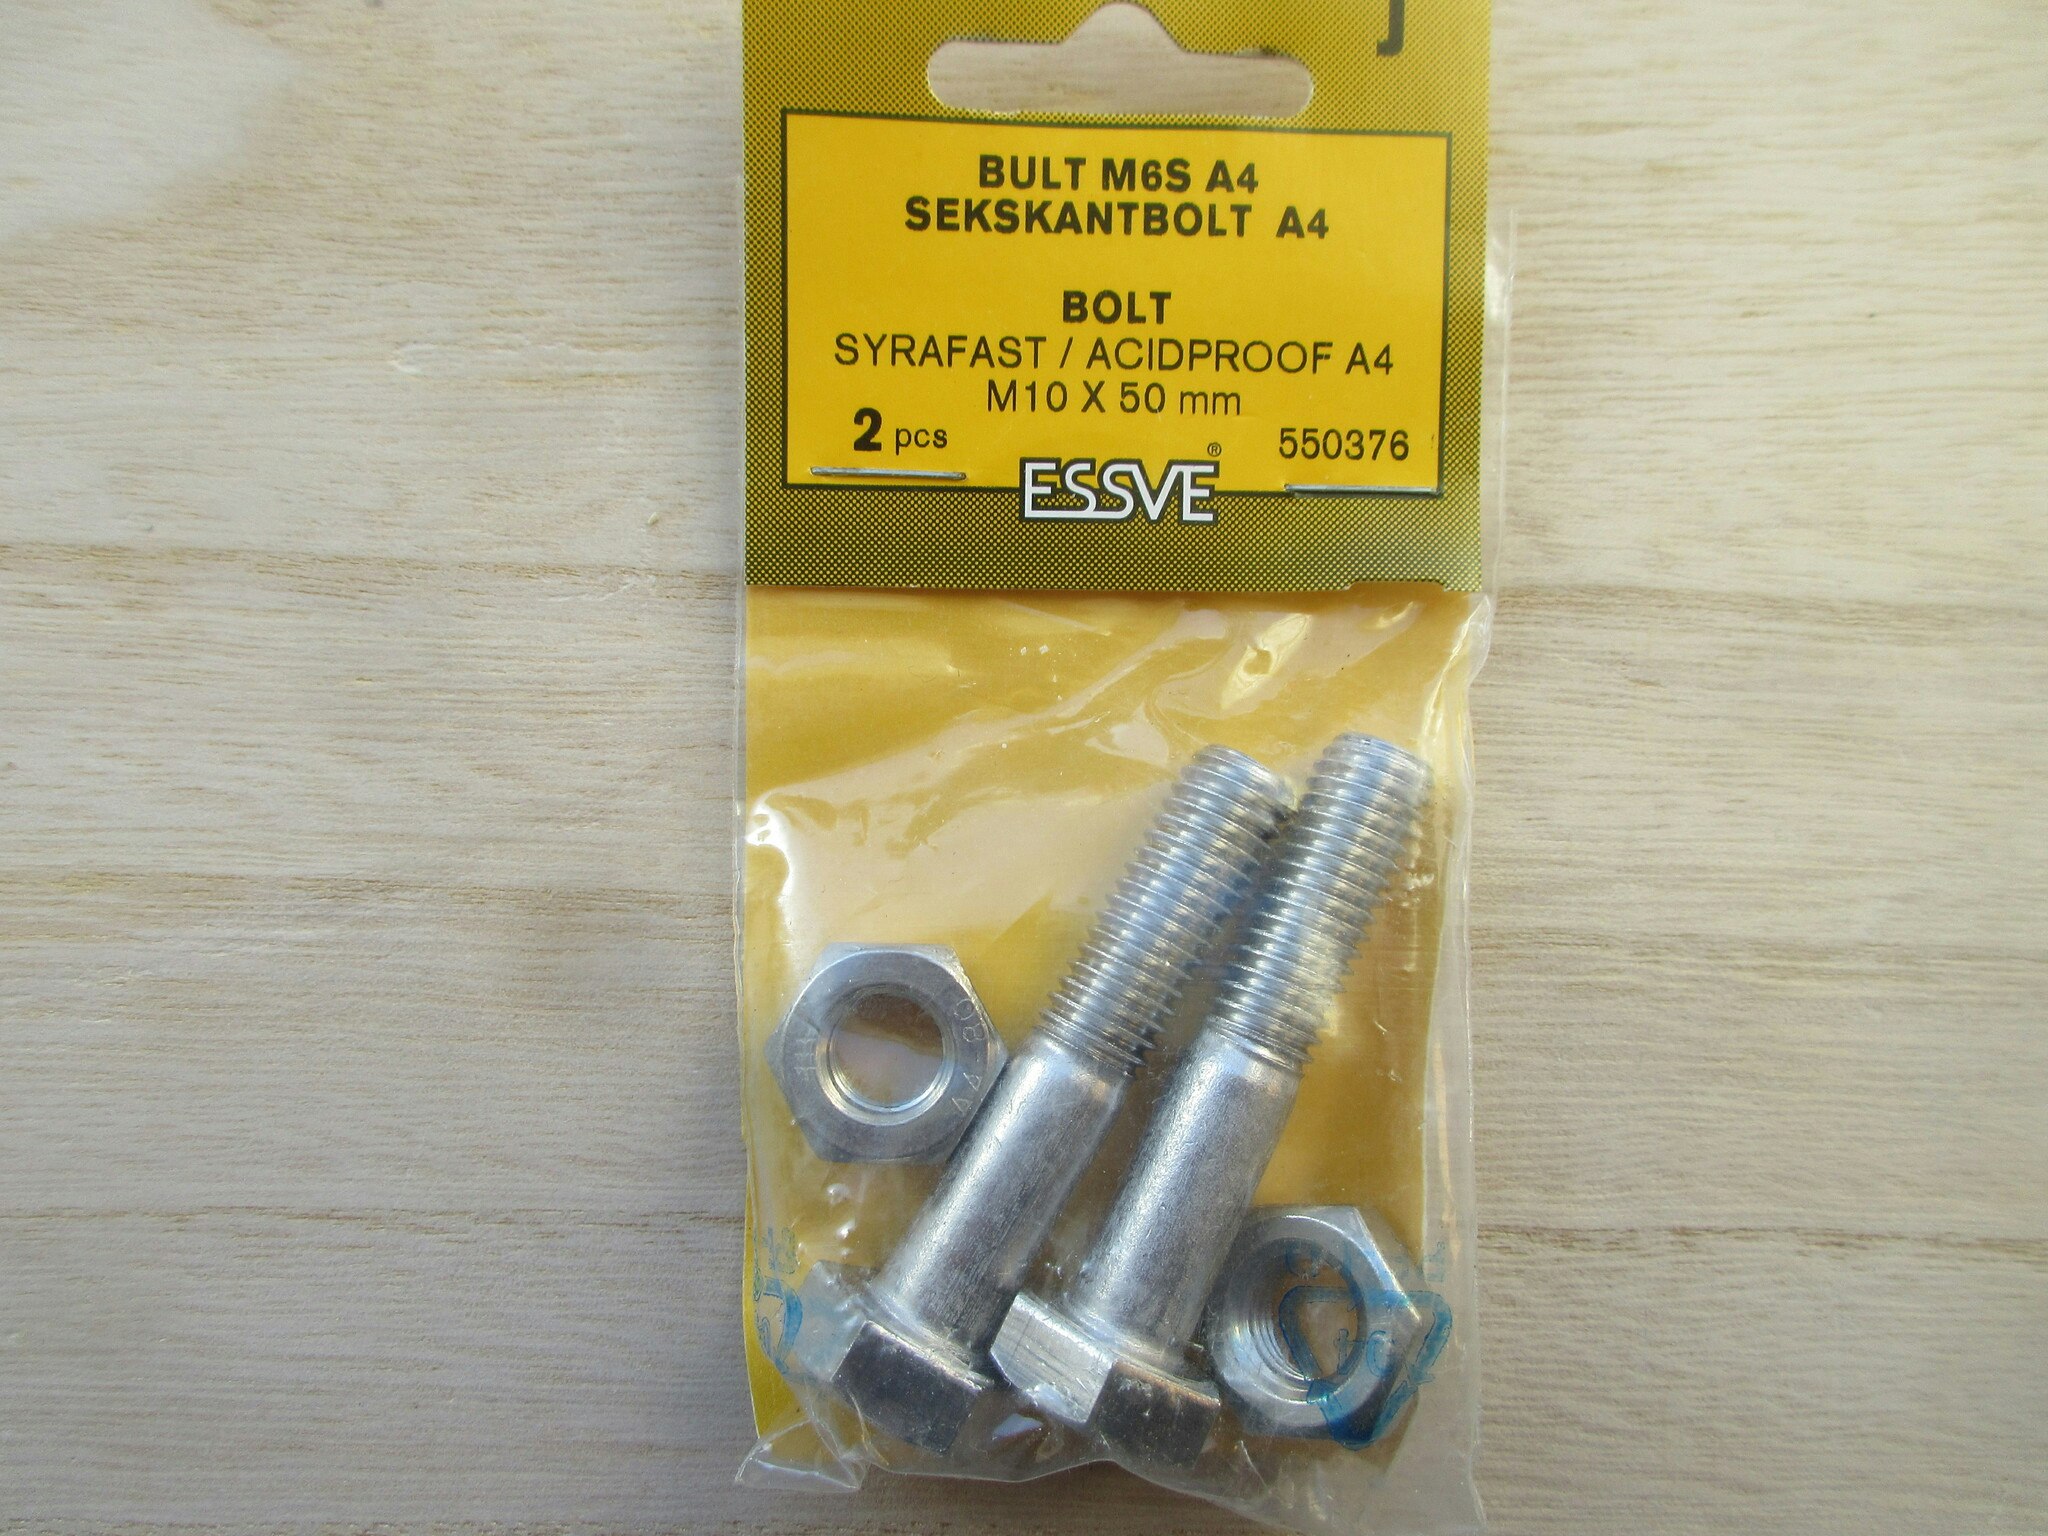 BULT M6S A4
SEKSKANTBOLT A4
BOLT
SYRAFAST / ACIDPROOF A4
M10 X 50 mm
2 pcs
550376
ESSVE®